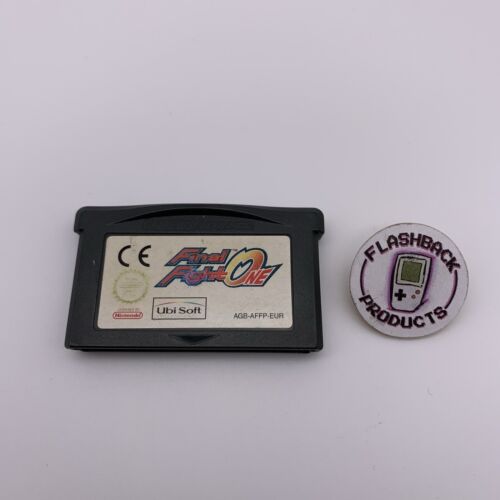 CE
Final
Fight ONE
Nintendo
Ubi Soft
AGB-AFFP-EUR
FLASHBACK
PRODUCTS